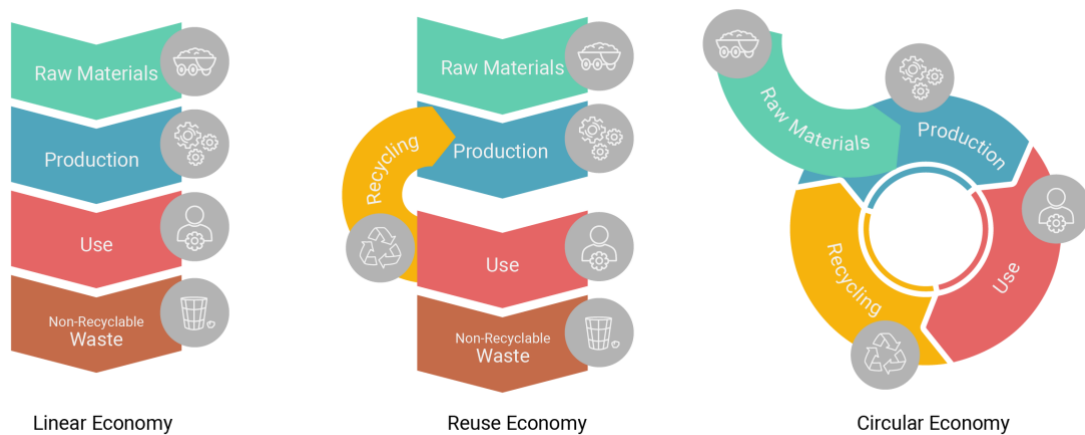 Raw Materials
Production
Use
Non-Recyclable
Waste
Linear Economy
Raw Materials
Recycling
Production
Use
Non-Recyclable
Waste
Reuse Economy
Raw Materials
Production
Use
Recycling
Circular Economy